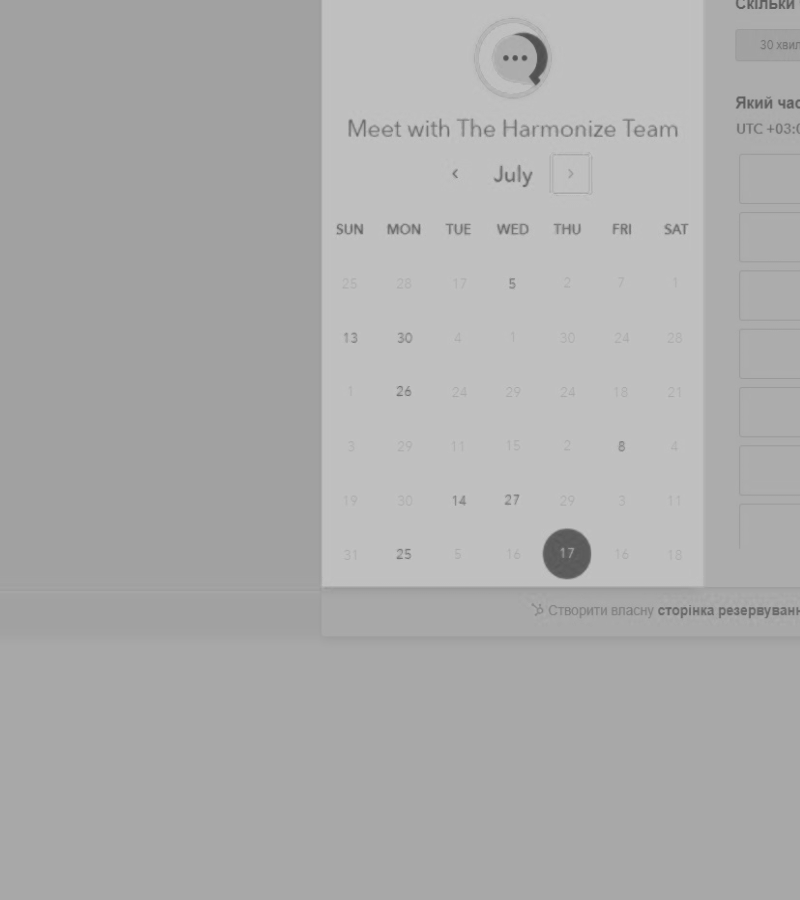 Скільки
30 хвил
Meet with The Harmonize Team
Який час
UTC +03:0
‹ July ›
SUN MON TUE WED THU FRI SAT
25 28 17 5 2 7 1
13 30 4 1 30 24 28
1 26 24 29 24 18 21
3 29 11 15 2 8 4
19 30 14 27 29 3 11
31 25 5 16 17 16 18
Створити власну сторінка резервуванн